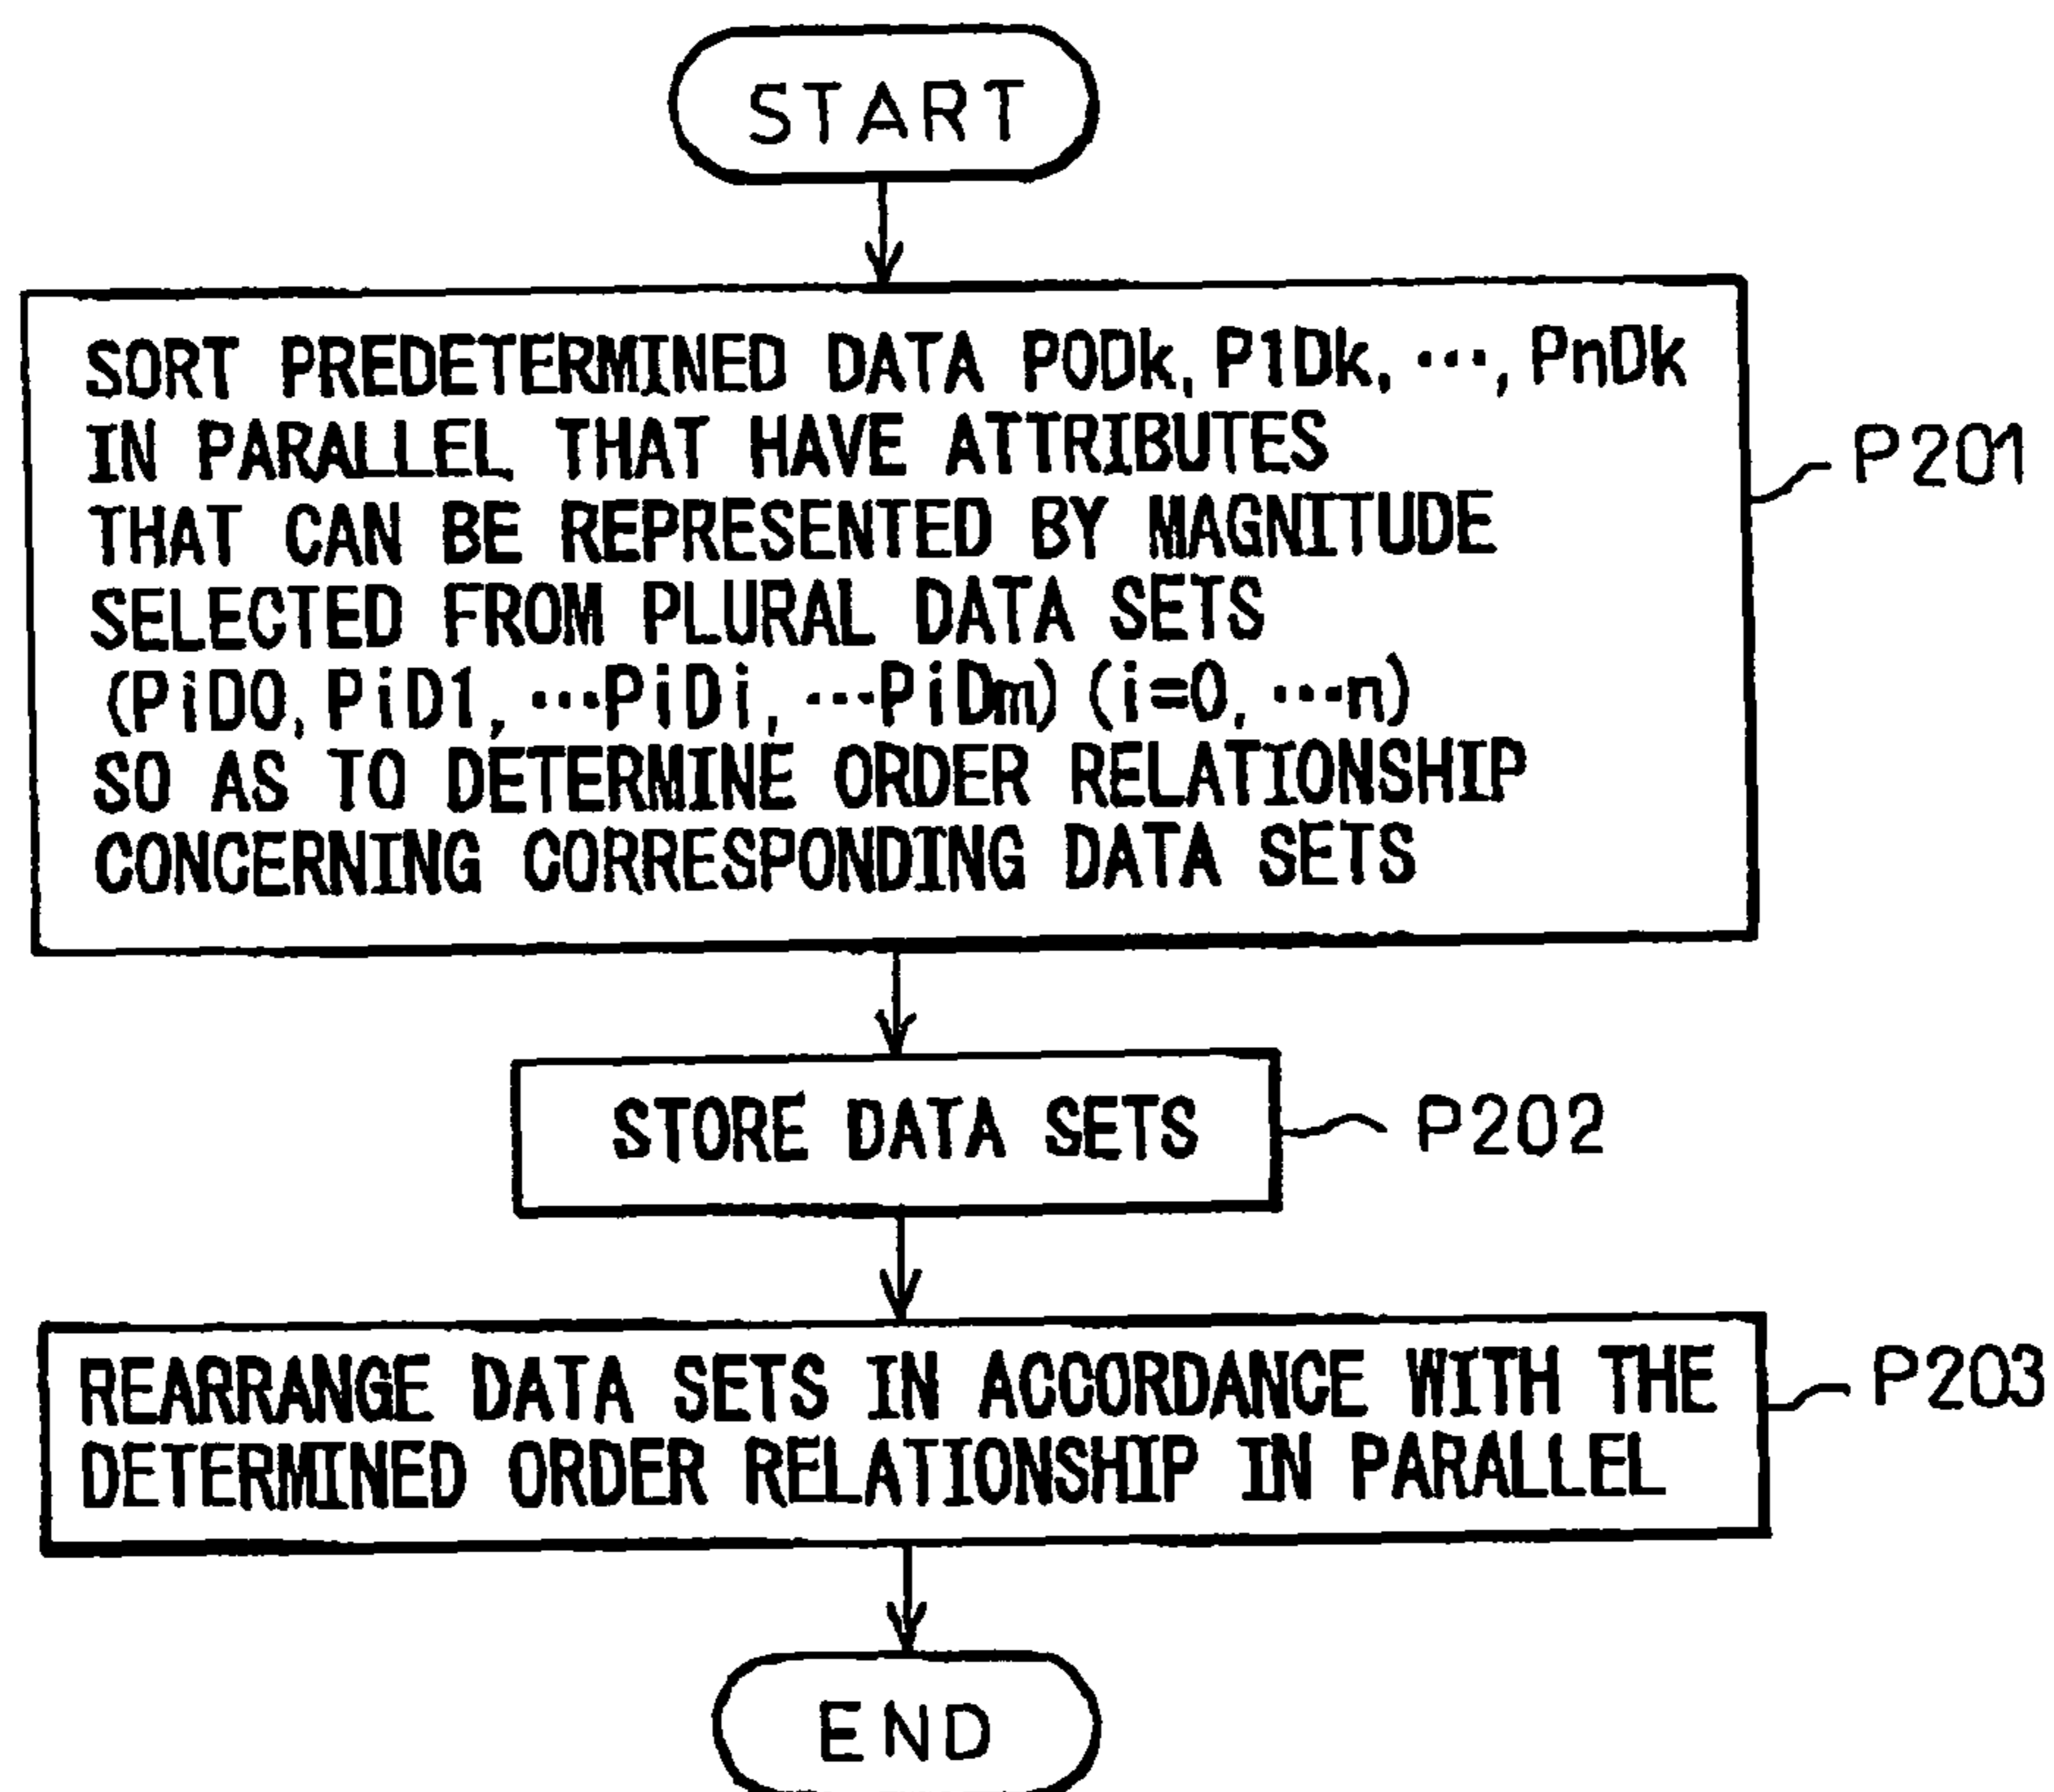 START
SORT PREDETERMINED DATA P0Dk, P1Dk, ···, PnDk
IN PARALLEL THAT HAVE ATTRIBUTES
THAT CAN BE REPRESENTED BY MAGNITUDE
SELECTED FROM PLURAL DATA SETS
(PiD0, PiD1, ···PiDi, ···PiDm) (i=0, ···n)
SO AS TO DETERMINE ORDER RELATIONSHIP
CONCERNING CORRESPONDING DATA SETS
P201
STORE DATA SETS
P202
REARRANGE DATA SETS IN ACCORDANCE WITH THE
DETERMINED ORDER RELATIONSHIP IN PARALLEL
P203
END